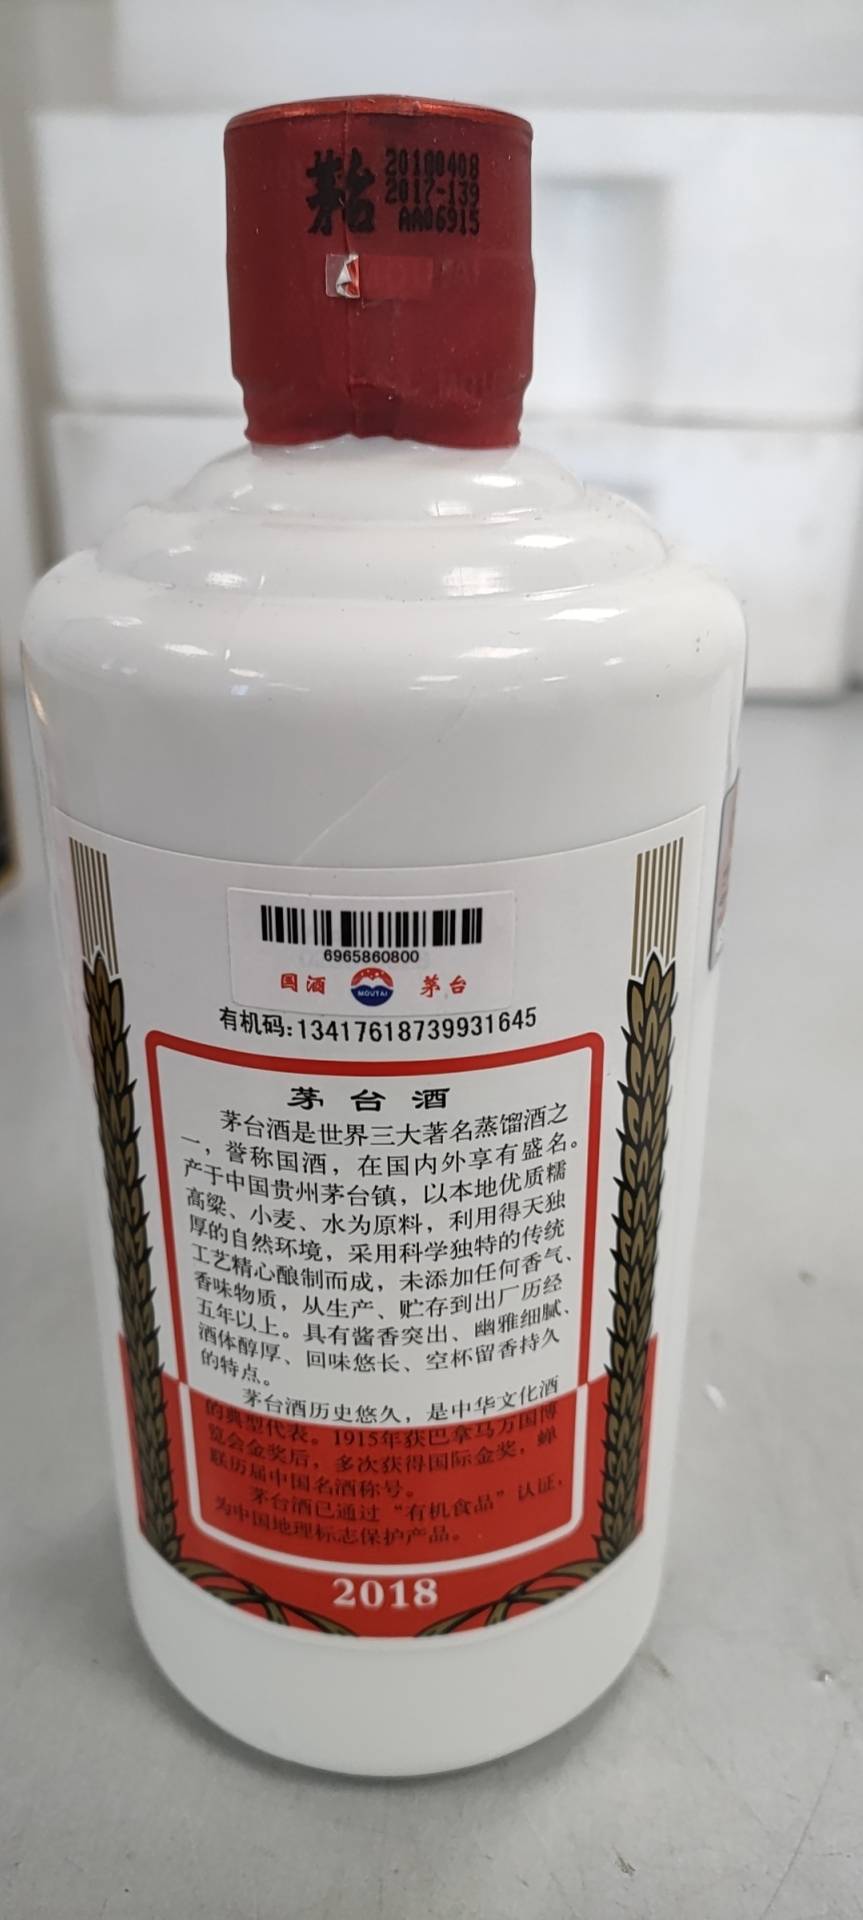 茅台
20180408
2017-139
AA06915
6965860800
国酒
MOUTAI
茅台
有机码:13417618739931645
茅台酒
茅台酒是世界三大著名蒸馏酒之
一，誉称国酒，在国内外享有盛名。
产于中国贵州茅台镇，以本地优质糯
高粱、小麦、水为原料，利用得天独
厚的自然环境，采用科学独特的传统
工艺精心酿制而成，未添加任何香气、
香味物质，从生产、贮存到出厂历经
五年以上。具有酱香突出、幽雅细腻、
酒体醇厚、回味悠长、空杯留香持久
的特点。
茅台酒历史悠久，是中华文化酒
的典型代表。1915年获巴拿马万国博
览会金奖后，多次获得国际金奖，蝉
联历届中国名酒称号。
茅台酒已通过“有机食品”认证，
为中国地理标志保护产品。
2018